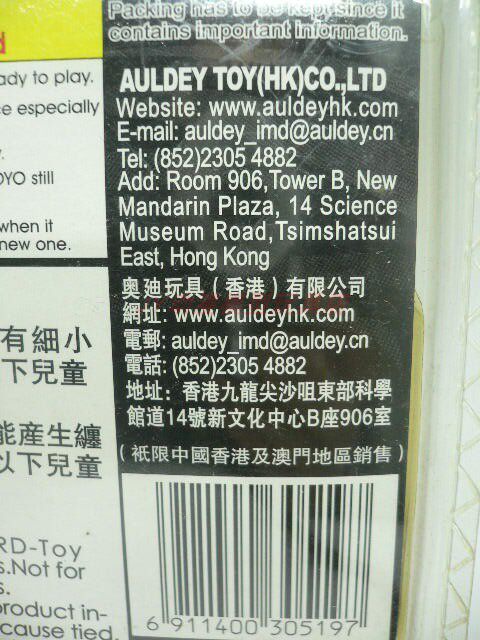 Packing has to be kept since it
contains important information.
AULDEY TOY(HK)CO.,LTD
Website: www.auldeyhk.com
E-mail: auldey_imd@auldey.cn
Tel: (852)2305 4882
Add: Room 906,Tower B, New
Mandarin Plaza, 14 Science
Museum Road,Tsimshatsui
East, Hong Kong
奥迪玩具（香港）有限公司
網址: www.auldeyhk.com
電郵: auldey_imd@auldey.cn
電話: (852)2305 4882
地址: 香港九龍尖沙咀東部科學
館道14號新文化中心B座906室
（衹限中國香港及澳門地區銷售）
6 911400 305197
d
ady to play.
ce especially
y.
OYO still
when it
new one.
有細小
下兒童
能產生纏
以下兒童
RD-Toy
s.Not for
s.
product in-
cause tied.